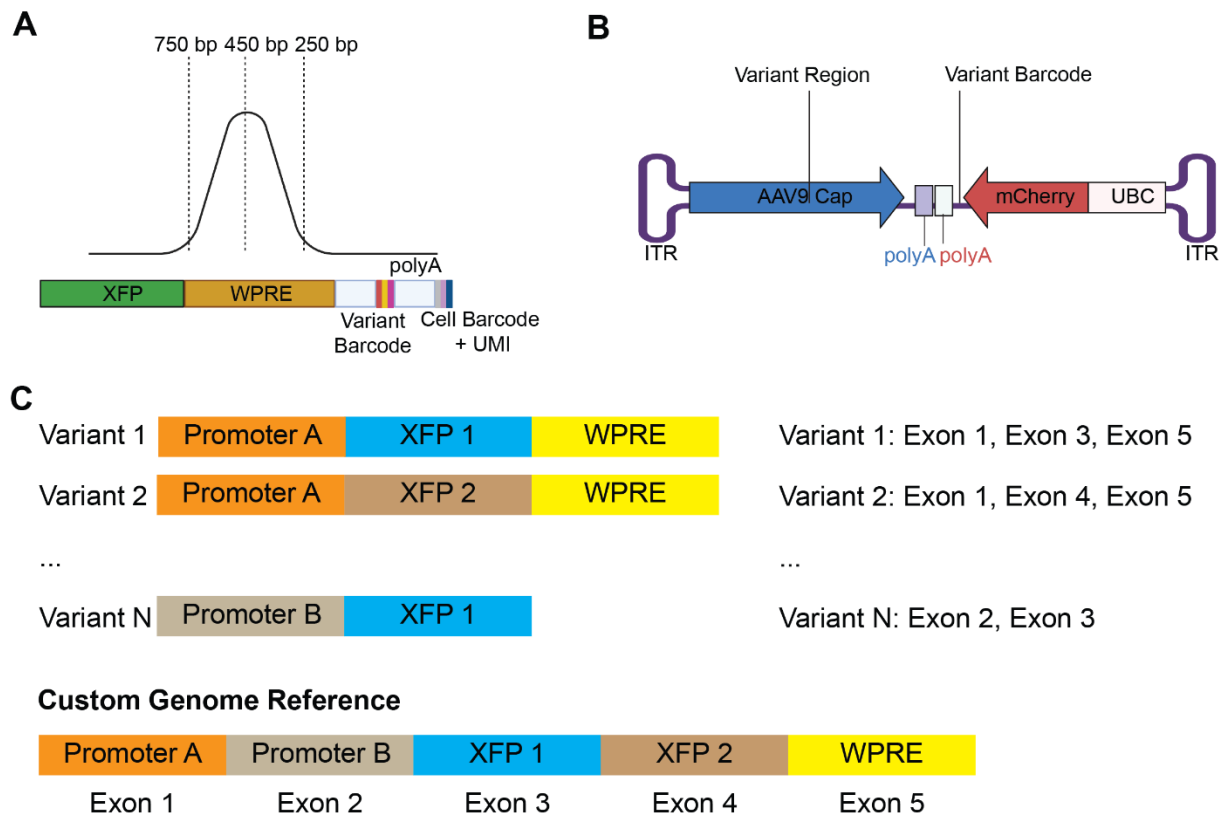 A
750 bp 450 bp 250 bp
polyA
XFP WPRE
Variant Barcode
Cell Barcode + UMI
B
Variant Region Variant Barcode
AAV9 Cap mCherry UBC
ITR polyA polyA ITR
C
Variant 1 Promoter A XFP 1 WPRE Variant 1: Exon 1, Exon 3, Exon 5
Variant 2 Promoter A XFP 2 WPRE Variant 2: Exon 1, Exon 4, Exon 5
... ...
Variant N Promoter B XFP 1 Variant N: Exon 2, Exon 3
Custom Genome Reference
Promoter A Promoter B XFP 1 XFP 2 WPRE
Exon 1 Exon 2 Exon 3 Exon 4 Exon 5